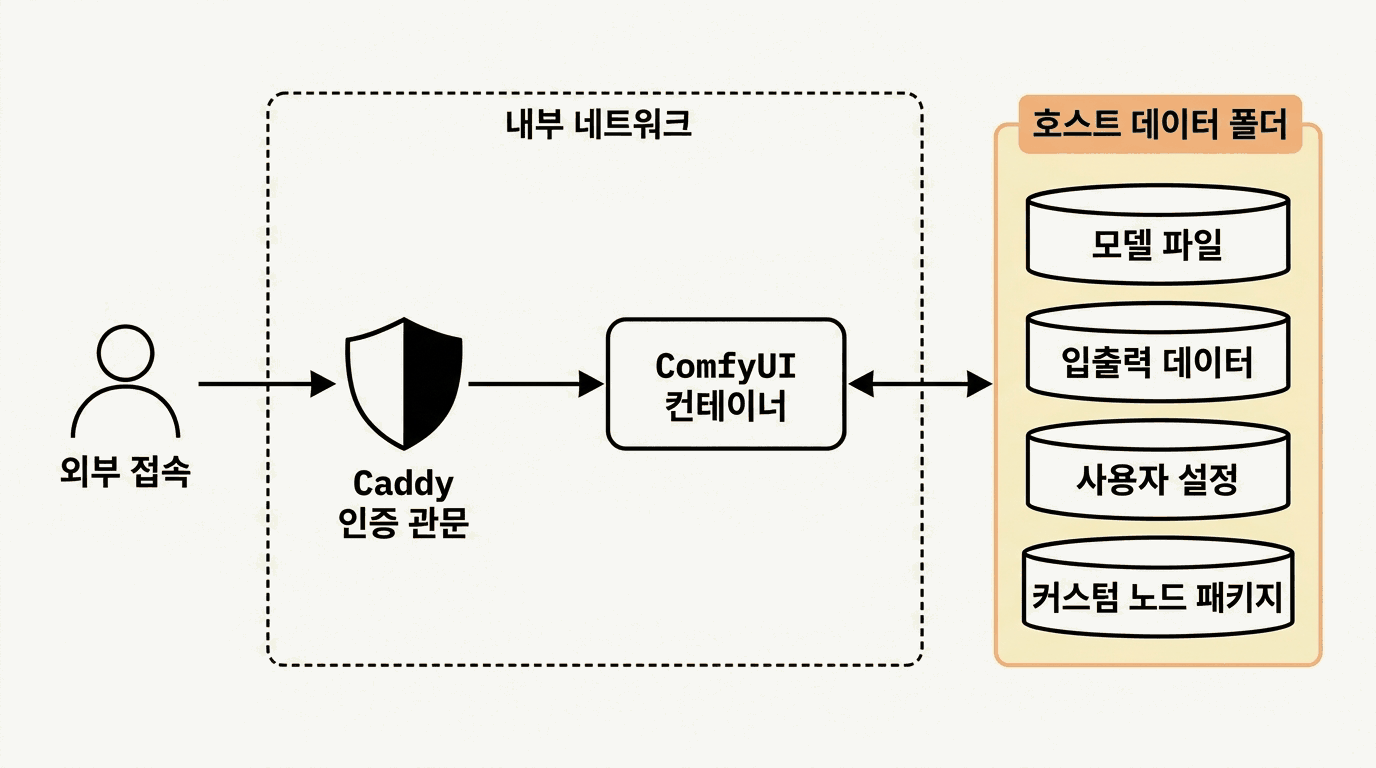 내부 네트워크
외부 접속
Caddy
인증 관문
ComfyUI
컨테이너
호스트 데이터 폴더
모델 파일
입출력 데이터
사용자 설정
커스텀 노드 패키지